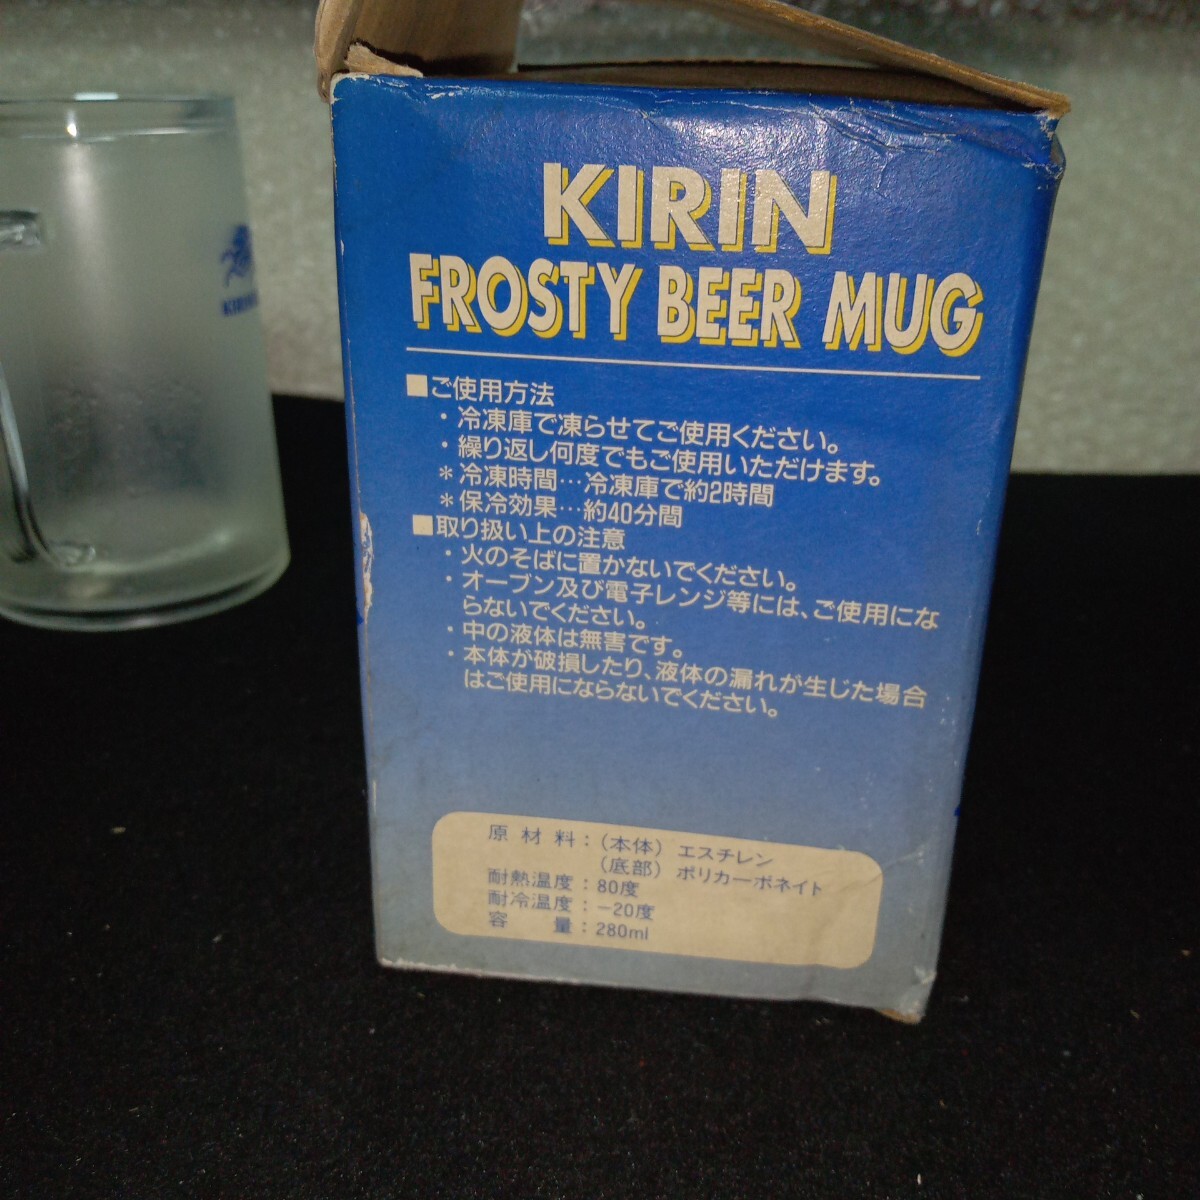 KIRIN
FROSTY BEER MUG
■ご使用方法
・冷凍庫で凍らせてご使用ください。
・繰り返し何度でもご使用いただけます。
＊冷凍時間…冷凍庫で約2時間
＊保冷効果…約40分間
■取り扱い上の注意
・火のそばに置かないでください。
・オーブン及び電子レンジ等には、ご使用にな
らないでください。
・中の液体は無害です。
・本体が破損したり、液体の漏れが生じた場合
はご使用にならないでください。
原材料：（本体）エスチレン
（底部）ポリカーボネイト
耐熱温度：80度
耐冷温度：−20度
容量：280ml